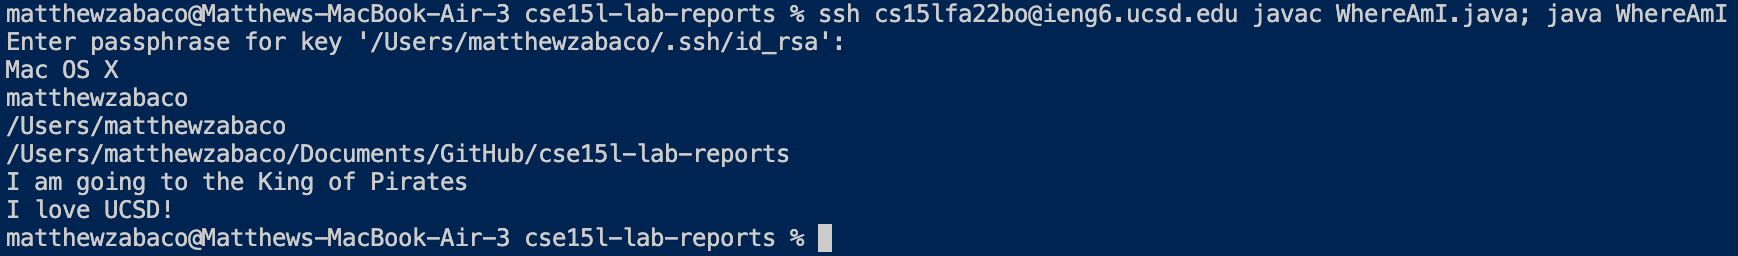 matthewzabaco@Matthews-MacBook-Air-3 cse15l-lab-reports % ssh cs15lfa22bo@ieng6.ucsd.edu javac WhereAmI.java; java WhereAmI
Enter passphrase for key '/Users/matthewzabaco/.ssh/id_rsa':
Mac OS X
matthewzabaco
/Users/matthewzabaco
/Users/matthewzabaco/Documents/GitHub/cse15l-lab-reports
I am going to the King of Pirates
I love UCSD!
matthewzabaco@Matthews-MacBook-Air-3 cse15l-lab-reports %